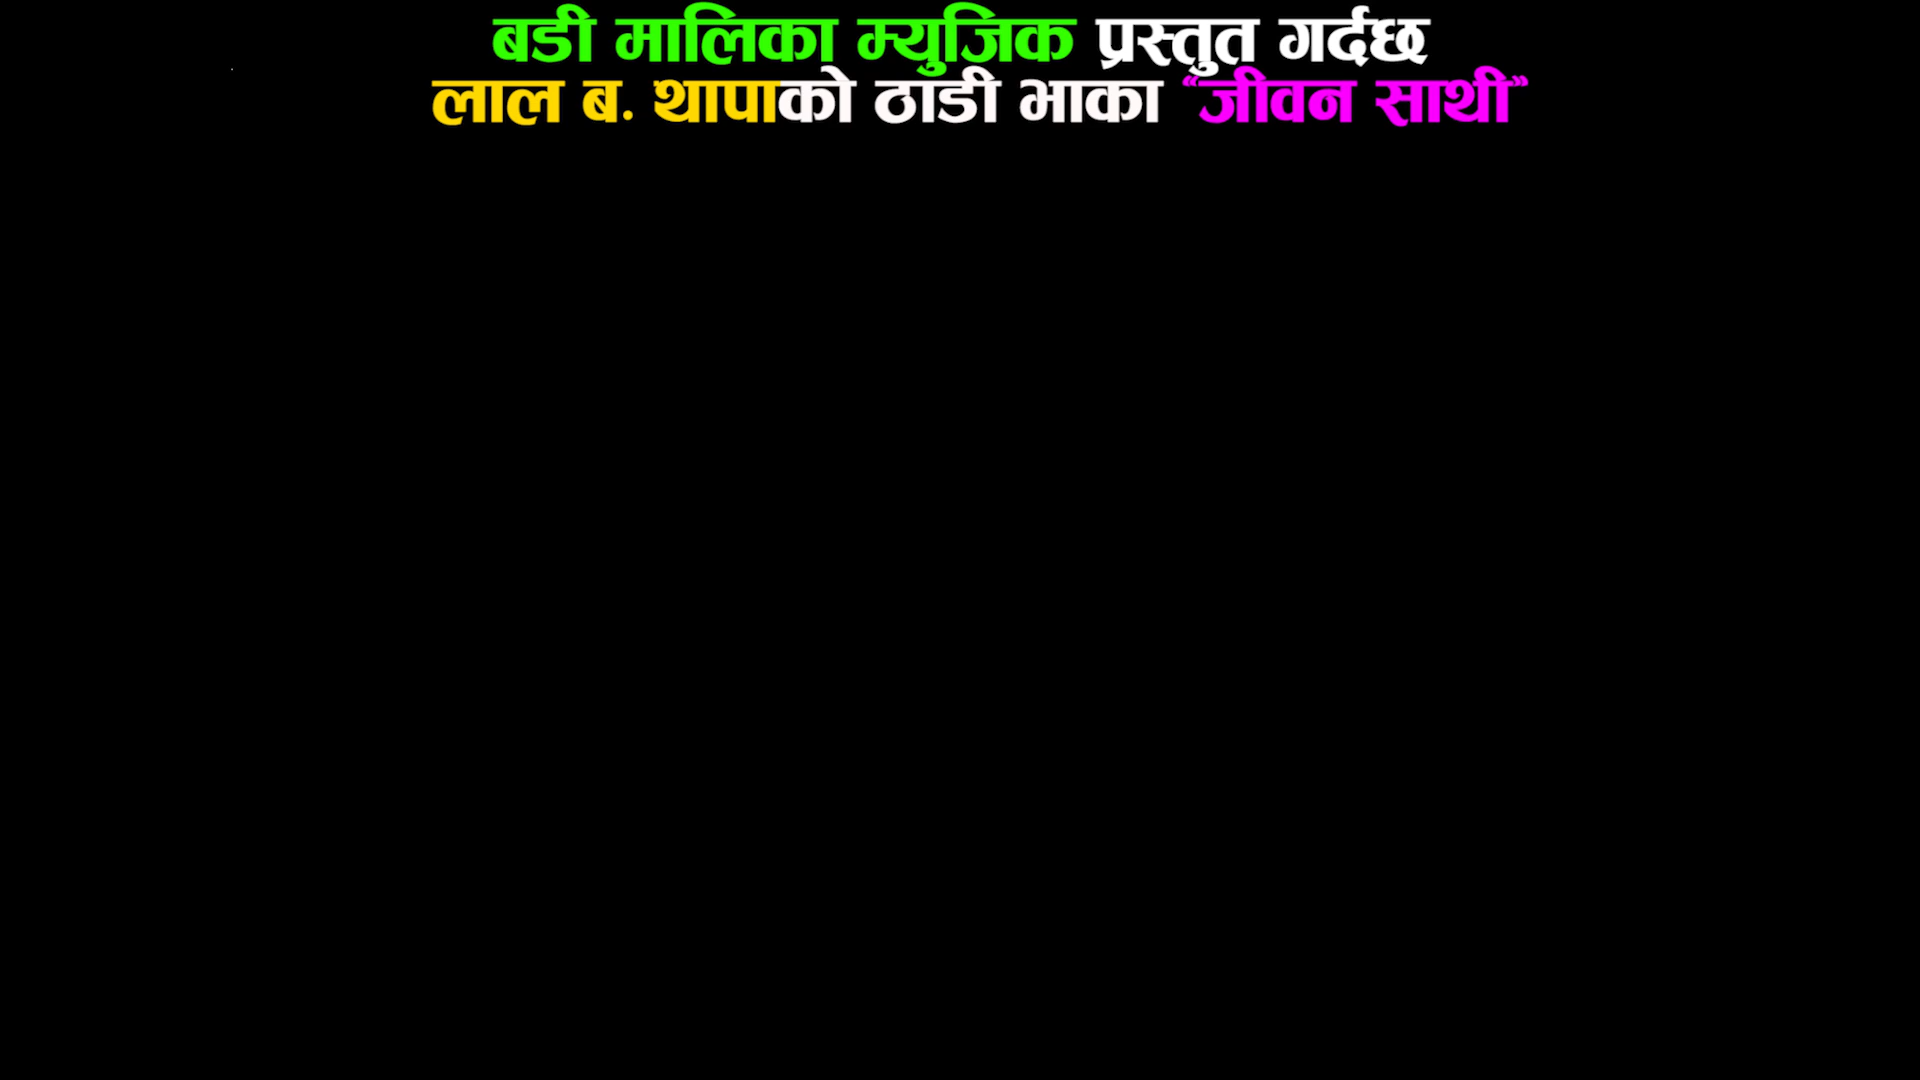 बडी मालिका म्युजिक प्रस्तुत गर्दछ
लाल ब. थापाको ठाडी भाका “जीवन साथी”